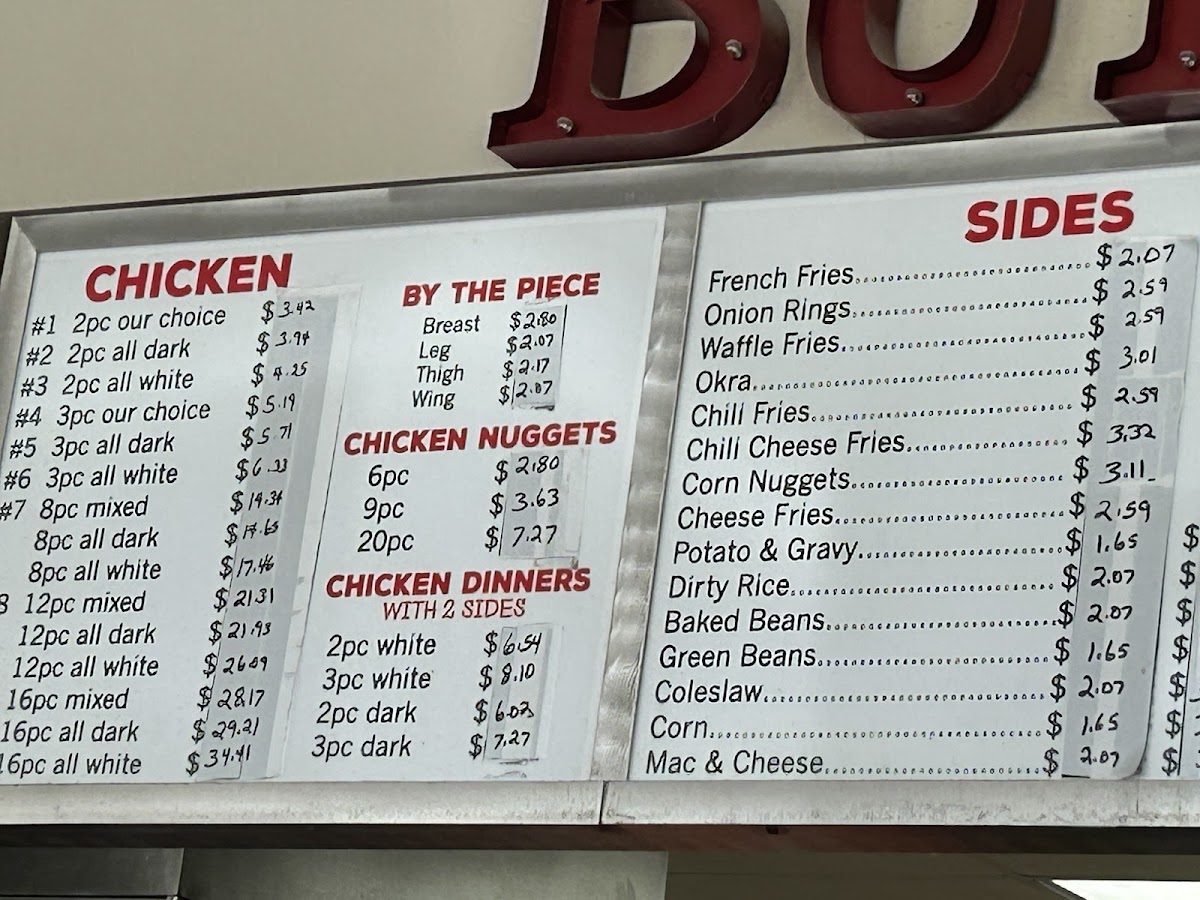 CHICKEN
#1 2pc our choice $3.42
#2 2pc all dark $3.94
#3 2pc all white $4.25
#4 3pc our choice $5.19
#5 3pc all dark $5.71
#6 3pc all white $6.33
#7 8pc mixed $14.34
8pc all dark
8pc all white $17.46
8 12pc mixed $21.31
12pc all dark $21.93
12pc all white $26.09
16pc mixed $28.17
16pc all dark $29.21
16pc all white $34.41
BY THE PIECE
Breast $2.80
Leg $2.07
Thigh $2.17
Wing $2.07
CHICKEN NUGGETS
6pc $2.80
9pc $3.63
20pc $7.27
CHICKEN DINNERS
WITH 2 SIDES
2pc white $6.54
3pc white $8.10
2pc dark $6.03
3pc dark $7.27
SIDES
French Fries $2.07
Onion Rings $2.59
Waffle Fries $2.59
Okra $3.01
Chili Fries $2.59
Chili Cheese Fries $3.32
Corn Nuggets $3.11
Cheese Fries $2.59
Potato & Gravy $1.65
Dirty Rice $2.07
Baked Beans $2.07
Green Beans $1.65
Coleslaw $2.07
Corn $1.65
Mac & Cheese $2.07